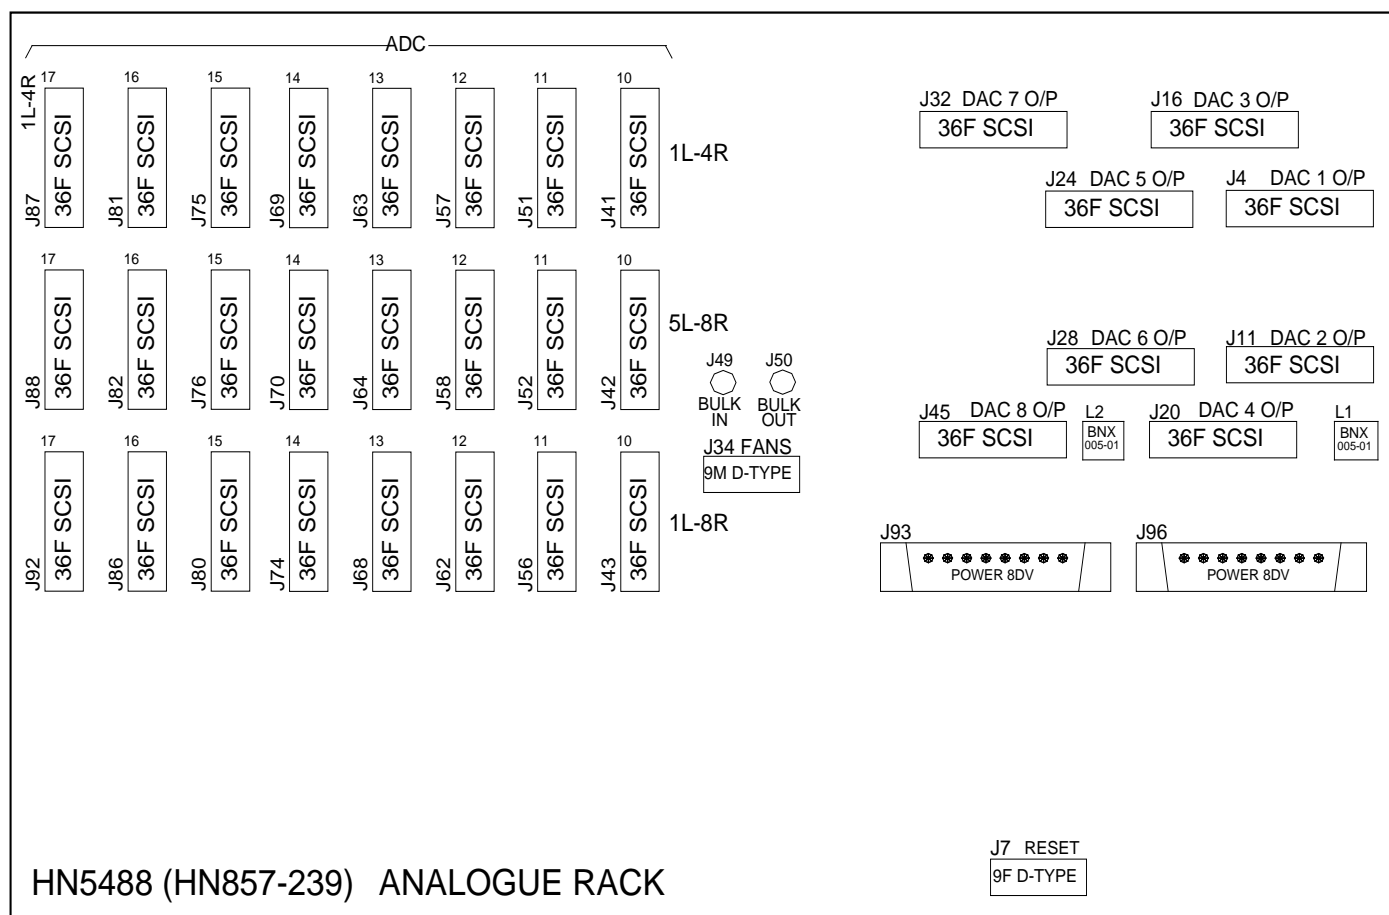 ADC
1L-4R
17 16 15 14 13 12 11 10
J87 36F SCSI J81 36F SCSI J75 36F SCSI J69 36F SCSI J63 36F SCSI J57 36F SCSI J51 36F SCSI J41 36F SCSI
1L-4R
17 16 15 14 13 12 11 10
J88 36F SCSI J82 36F SCSI J76 36F SCSI J70 36F SCSI J64 36F SCSI J58 36F SCSI J52 36F SCSI J42 36F SCSI
5L-8R
17 16 15 14 13 12 11 10
J92 36F SCSI J86 36F SCSI J80 36F SCSI J74 36F SCSI J68 36F SCSI J62 36F SCSI J56 36F SCSI J43 36F SCSI
1L-8R
J49
BULK
IN
J50
BULK
OUT
J34 FANS
9M D-TYPE
J32 DAC 7 O/P
36F SCSI
J16 DAC 3 O/P
36F SCSI
J24 DAC 5 O/P
36F SCSI
J4 DAC 1 O/P
36F SCSI
J28 DAC 6 O/P
36F SCSI
J11 DAC 2 O/P
36F SCSI
J45 DAC 8 O/P
36F SCSI
L2
BNX
005-01
J20 DAC 4 O/P
36F SCSI
L1
BNX
005-01
J93
POWER 8DV
J96
POWER 8DV
J7 RESET
9F D-TYPE
HN5488 (HN857-239) ANALOGUE RACK